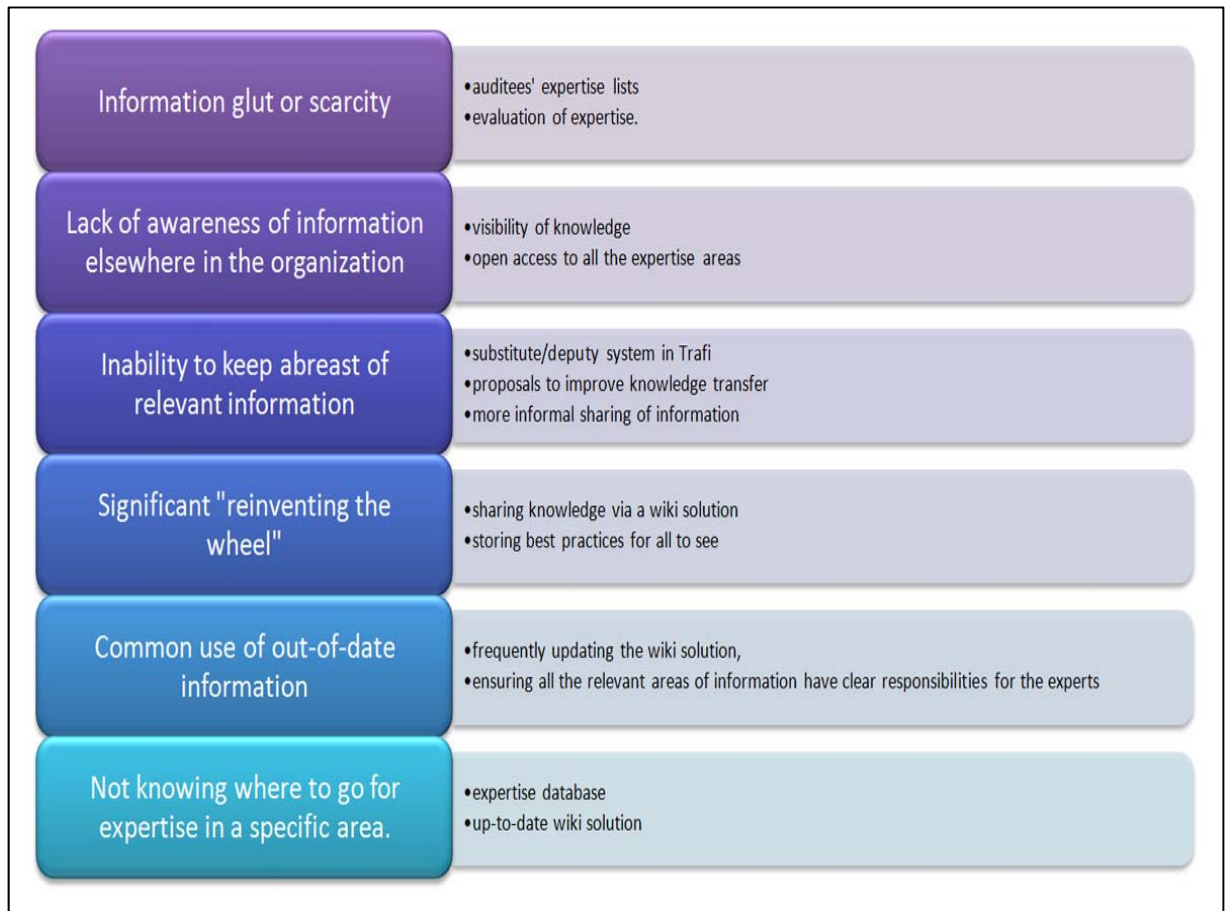 Information glut or scarcity
•auditees' expertise lists
•evaluation of expertise.
Lack of awareness of information
elsewhere in the organization
•visibility of knowledge
•open access to all the expertise areas
Inability to keep abreast of
relevant information
•substitute/deputy system in Trafi
•proposals to improve knowledge transfer
•more informal sharing of information
Significant "reinventing the
wheel"
•sharing knowledge via a wiki solution
•storing best practices for all to see
Common use of out-of-date
information
•frequently updating the wiki solution,
•ensuring all the relevant areas of information have clear responsibilities for the experts
Not knowing where to go for
expertise in a specific area.
•expertise database
•up-to-date wiki solution